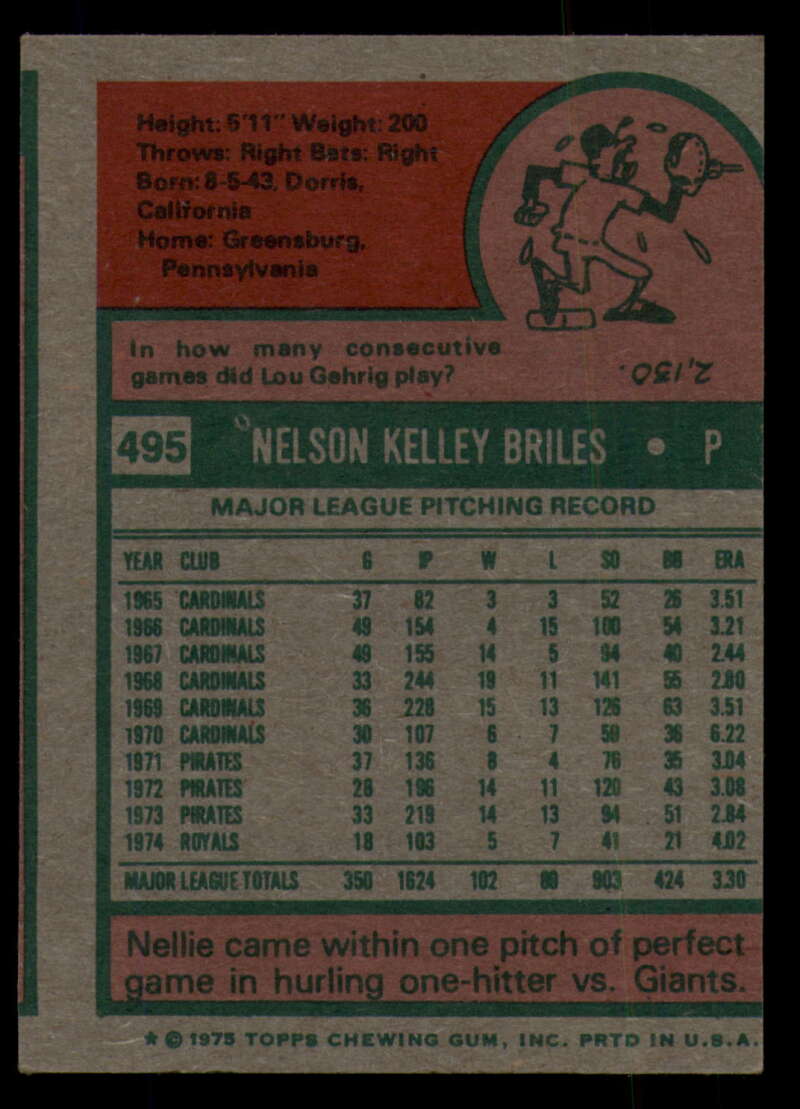 Height: 5'11" Weight: 200
Throws: Right Bats: Right
Born: 8-5-43, Dorris,
California
Home: Greensburg,
Pennsylvania
In how many consecutive
games did Lou Gehrig play?
2,130.
495 NELSON KELLEY BRILES • P
MAJOR LEAGUE PITCHING RECORD
YEAR CLUB G IP W L SO BB ERA
1965 CARDINALS 37 82 3 3 52 26 3.51
1966 CARDINALS 49 154 4 15 100 54 3.21
1967 CARDINALS 49 155 14 5 94 40 2.44
1968 CARDINALS 33 244 19 11 141 55 2.80
1969 CARDINALS 36 228 15 13 126 63 3.51
1970 CARDINALS 30 107 6 7 59 36 6.22
1971 PIRATES 37 136 8 4 76 35 3.04
1972 PIRATES 28 196 14 11 120 43 3.08
1973 PIRATES 33 219 14 13 94 51 2.84
1974 ROYALS 18 103 5 7 41 21 4.02
MAJOR LEAGUE TOTALS 350 1624 102 89 903 424 3.30
Nellie came within one pitch of perfect
game in hurling one-hitter vs. Giants.
* © 1975 TOPPS CHEWING GUM, INC. PRTD IN U.S.A.